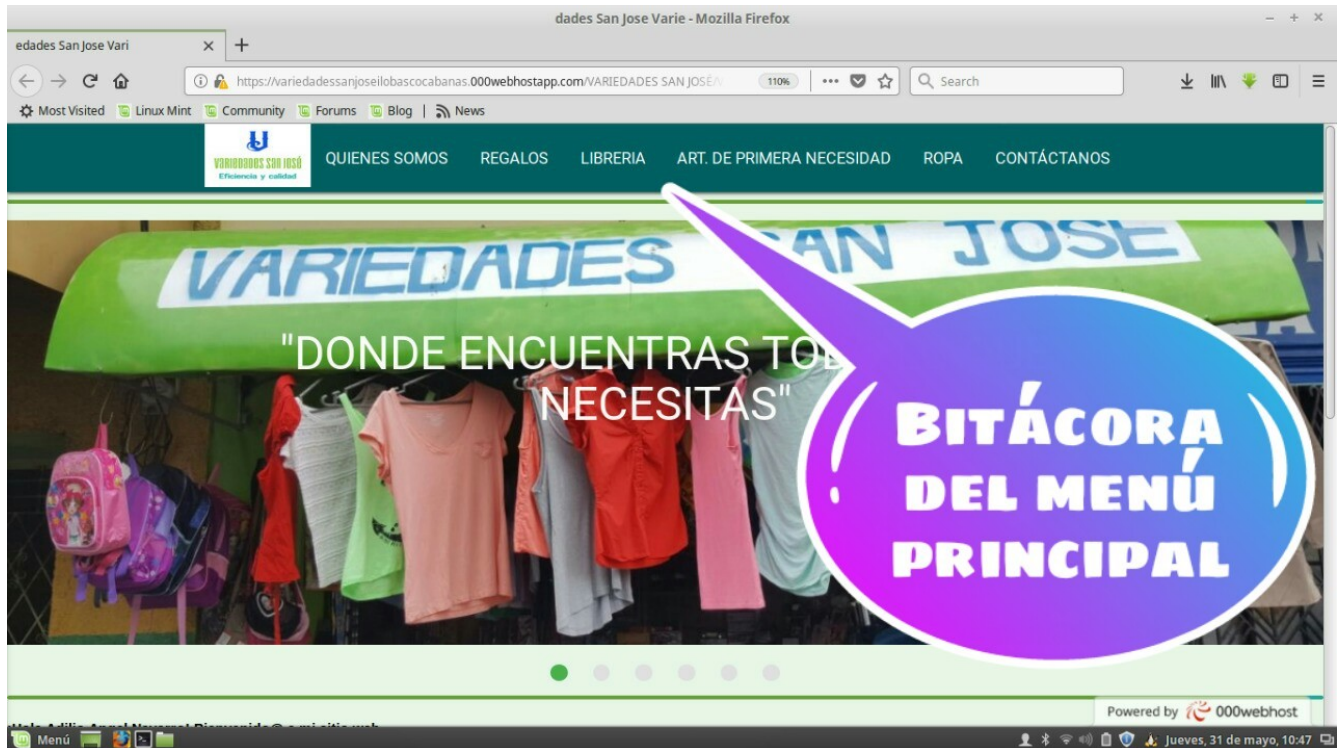 dades San Jose Varie - Mozilla Firefox
edades San Jose Vari
https://variedadessanjoseilobascocabanas.000webhostapp.com/VARIEDADES SAN JOSÉ/
110%
Search
Most Visited Linux Mint Community Forums Blog News
VARIEDADES SAN JOSÉ
Eficiencia y calidad
QUIENES SOMOS REGALOS LIBRERIA ART. DE PRIMERA NECESIDAD ROPA CONTÁCTANOS
VARIEDADES SAN JOSE
"DONDE ENCUENTRAS
NECESITAS"
BITÁCORA
DEL MENÚ
PRINCIPAL
Powered by 000webhost
Menú
Jueves, 31 de mayo, 10:47